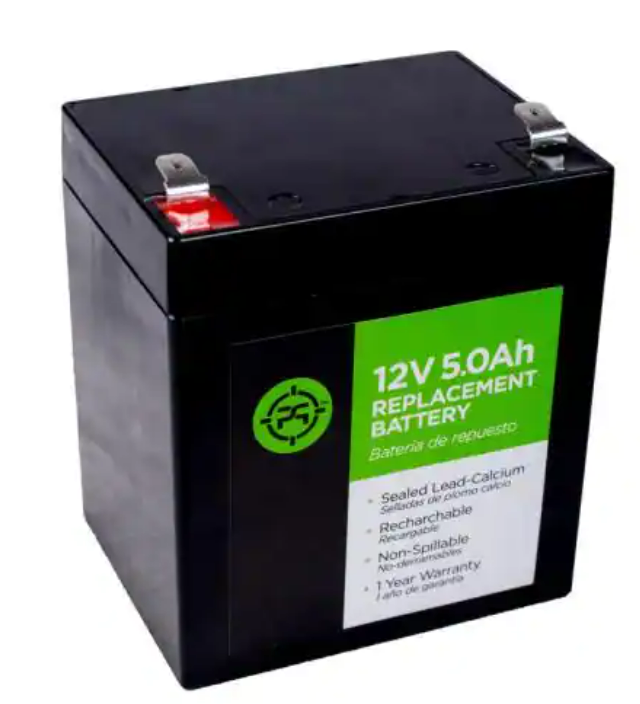 12V 5.0Ah
REPLACEMENT
BATTERY
Batería de repuesto
• Sealed Lead-Calcium
Selladas de plomo calcio
• Recharchable
Recargable
• Non-Spillable
No-derramables
• 1 Year Warranty
1 año de garantía